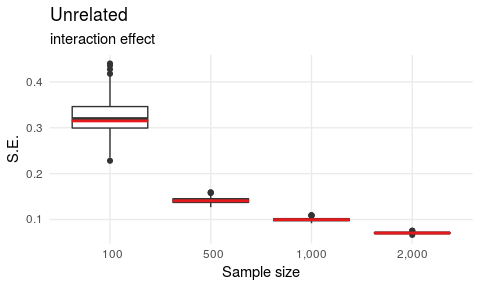 Unrelated
interaction effect
0.4
0.3
0.2
0.1
S.E.
100 500 1,000 2,000
Sample size